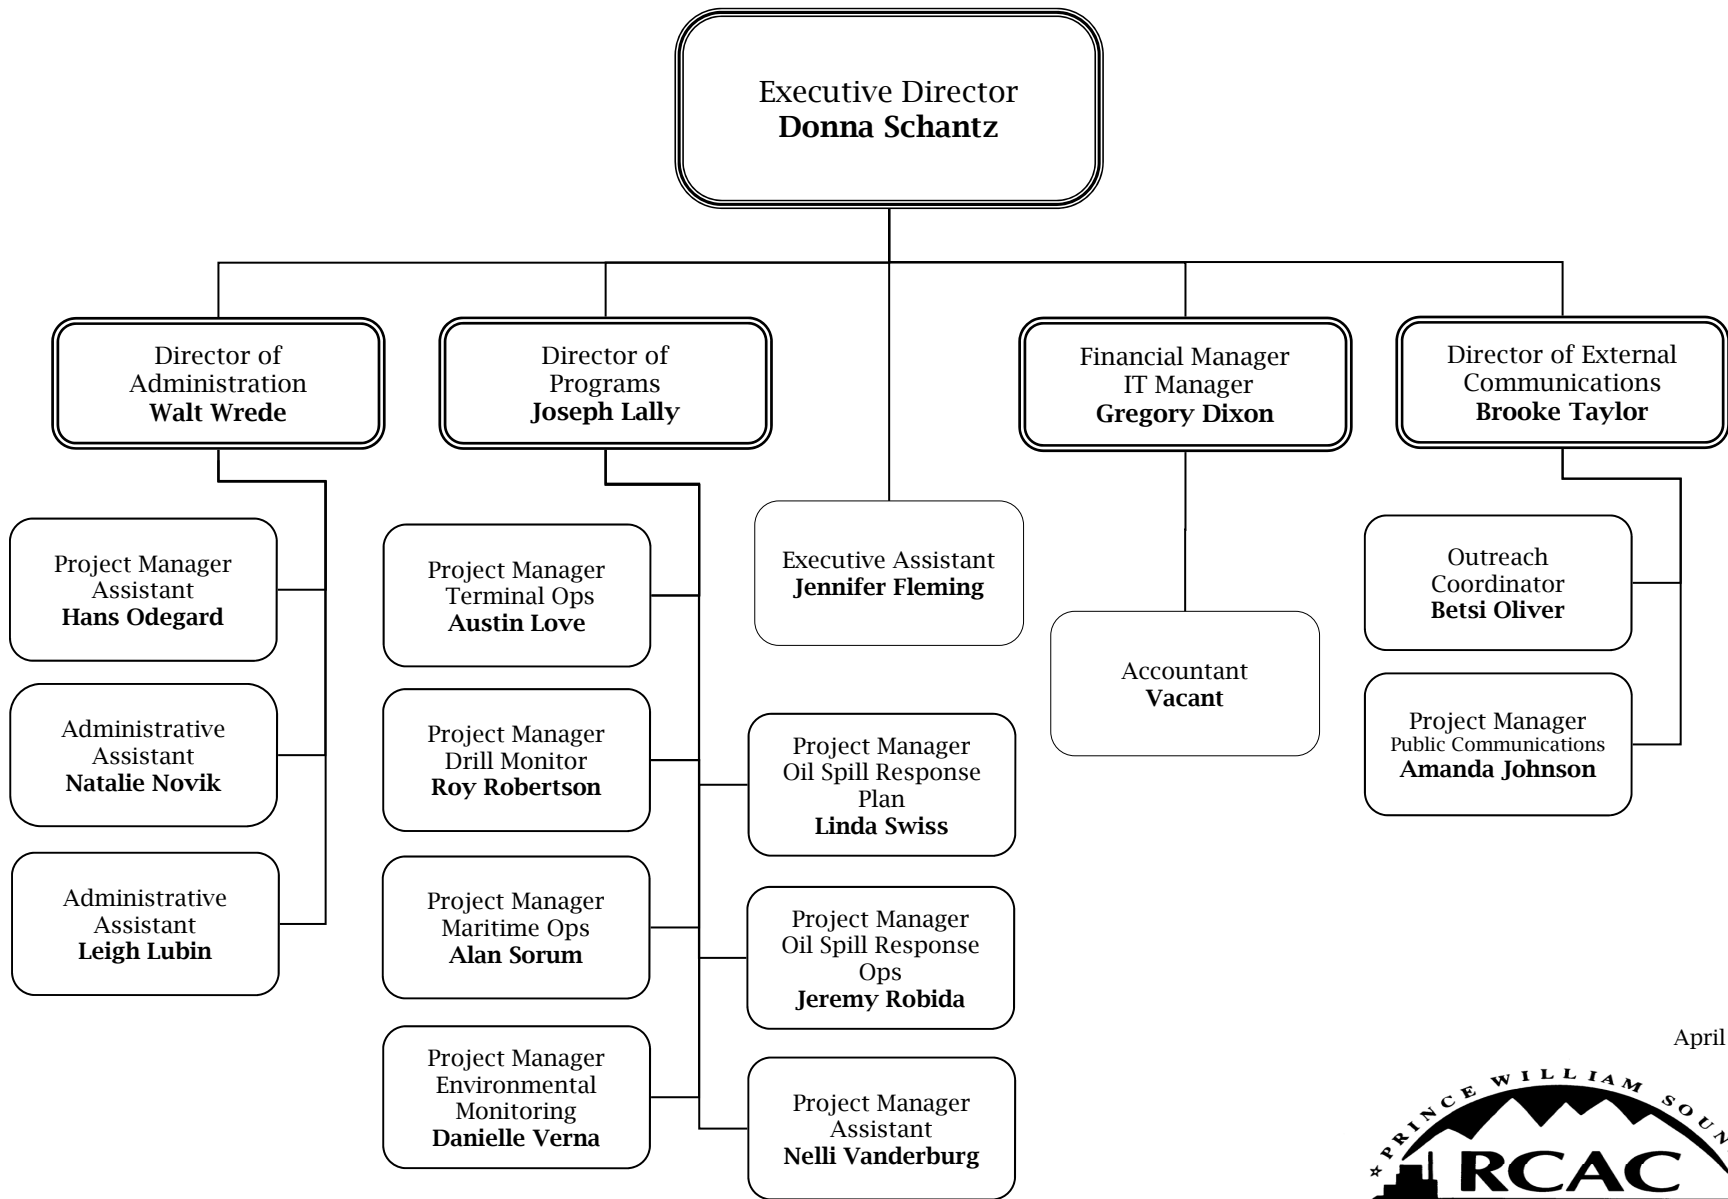 Executive Director
Donna Schantz
Director of
Administration
Walt Wrede
Director of
Programs
Joseph Lally
Financial Manager
IT Manager
Gregory Dixon
Director of External
Communications
Brooke Taylor
Project Manager
Assistant
Hans Odegard
Administrative
Assistant
Natalie Novik
Administrative
Assistant
Leigh Lubin
Project Manager
Terminal Ops
Austin Love
Project Manager
Drill Monitor
Roy Robertson
Project Manager
Maritime Ops
Alan Sorum
Project Manager
Environmental
Monitoring
Danielle Verna
Project Manager
Oil Spill Response
Plan
Linda Swiss
Project Manager
Oil Spill Response
Ops
Jeremy Robida
Project Manager
Assistant
Nelli Vanderburg
Executive Assistant
Jennifer Fleming
Accountant
Vacant
Outreach
Coordinator
Betsi Oliver
Project Manager
Public Communications
Amanda Johnson
April
PRINCE WILLIAM SOUN
RCAC